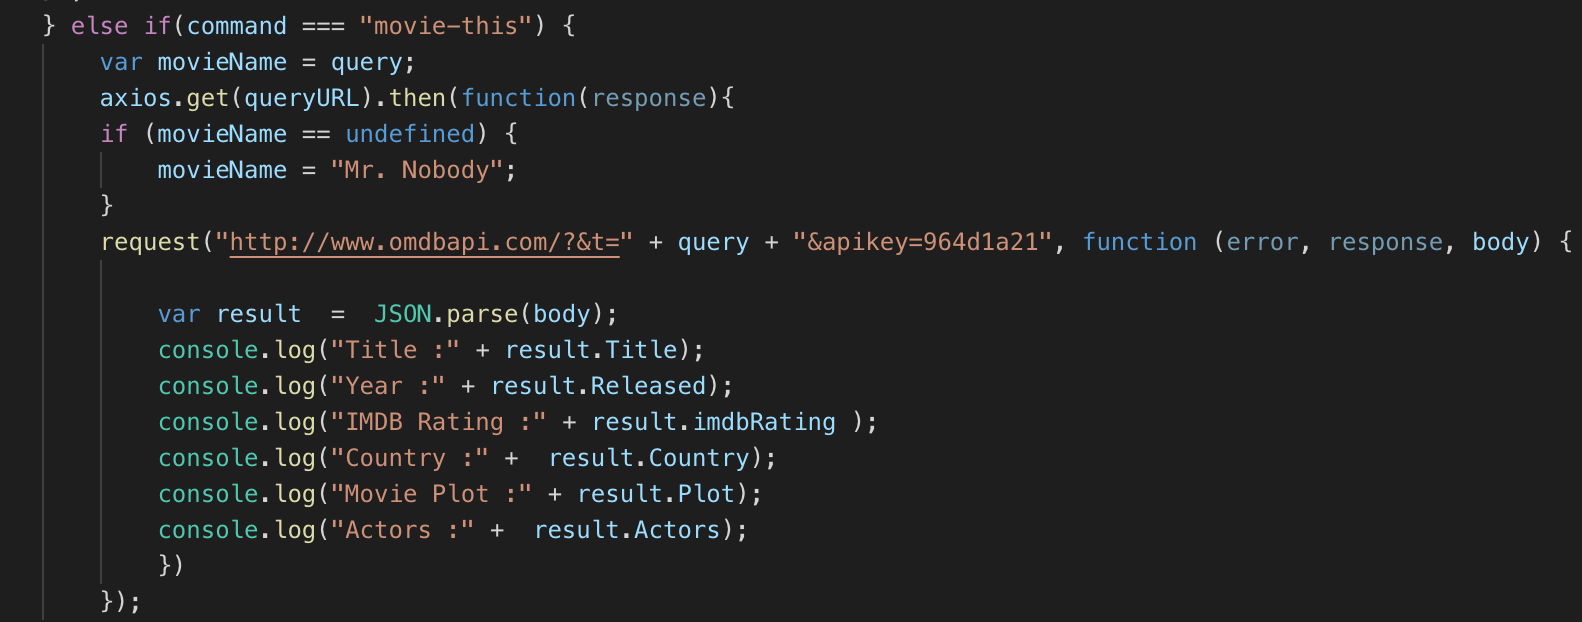 } else if(command === "movie-this") {
var movieName = query;
axios.get(queryURL).then(function(response){
if (movieName == undefined) {
movieName = "Mr. Nobody";
}
request("http://www.omdbapi.com/?&t=" + query + "&apikey=964d1a21", function (error, response, body) {
var result  =  JSON.parse(body);
console.log("Title :" + result.Title);
console.log("Year :" + result.Released);
console.log("IMDB Rating :" + result.imdbRating );
console.log("Country :" +  result.Country);
console.log("Movie Plot :" + result.Plot);
console.log("Actors :" +  result.Actors);
})
});